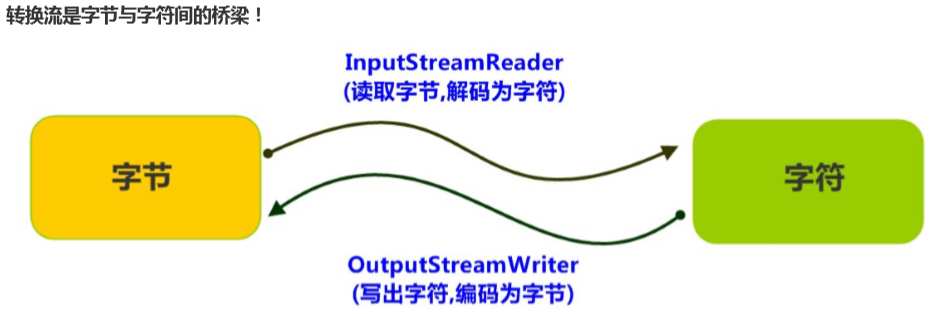 转换流是字节与字符间的桥梁！
InputStreamReader
(读取字节,解码为字符)
字节
字符
OutputStreamWriter
(写出字符,编码为字节)